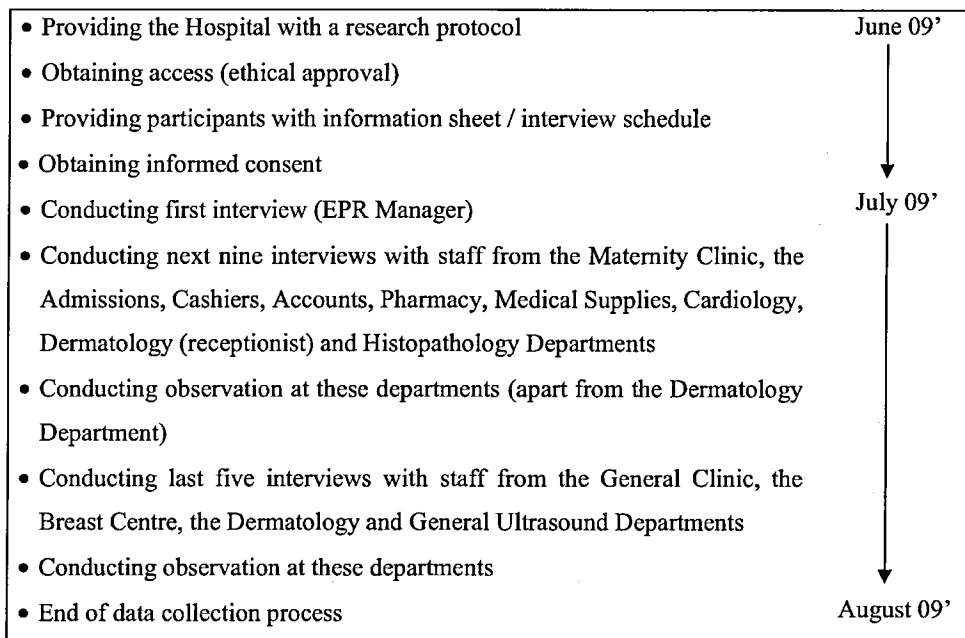 • Providing the Hospital with a research protocol June 09’
• Obtaining access (ethical approval)
• Providing participants with information sheet / interview schedule
• Obtaining informed consent
• Conducting first interview (EPR Manager) July 09’
• Conducting next nine interviews with staff from the Maternity Clinic, the
Admissions, Cashiers, Accounts, Pharmacy, Medical Supplies, Cardiology,
Dermatology (receptionist) and Histopathology Departments
• Conducting observation at these departments (apart from the Dermatology
Department)
• Conducting last five interviews with staff from the General Clinic, the
Breast Centre, the Dermatology and General Ultrasound Departments
• Conducting observation at these departments
• End of data collection process August 09’